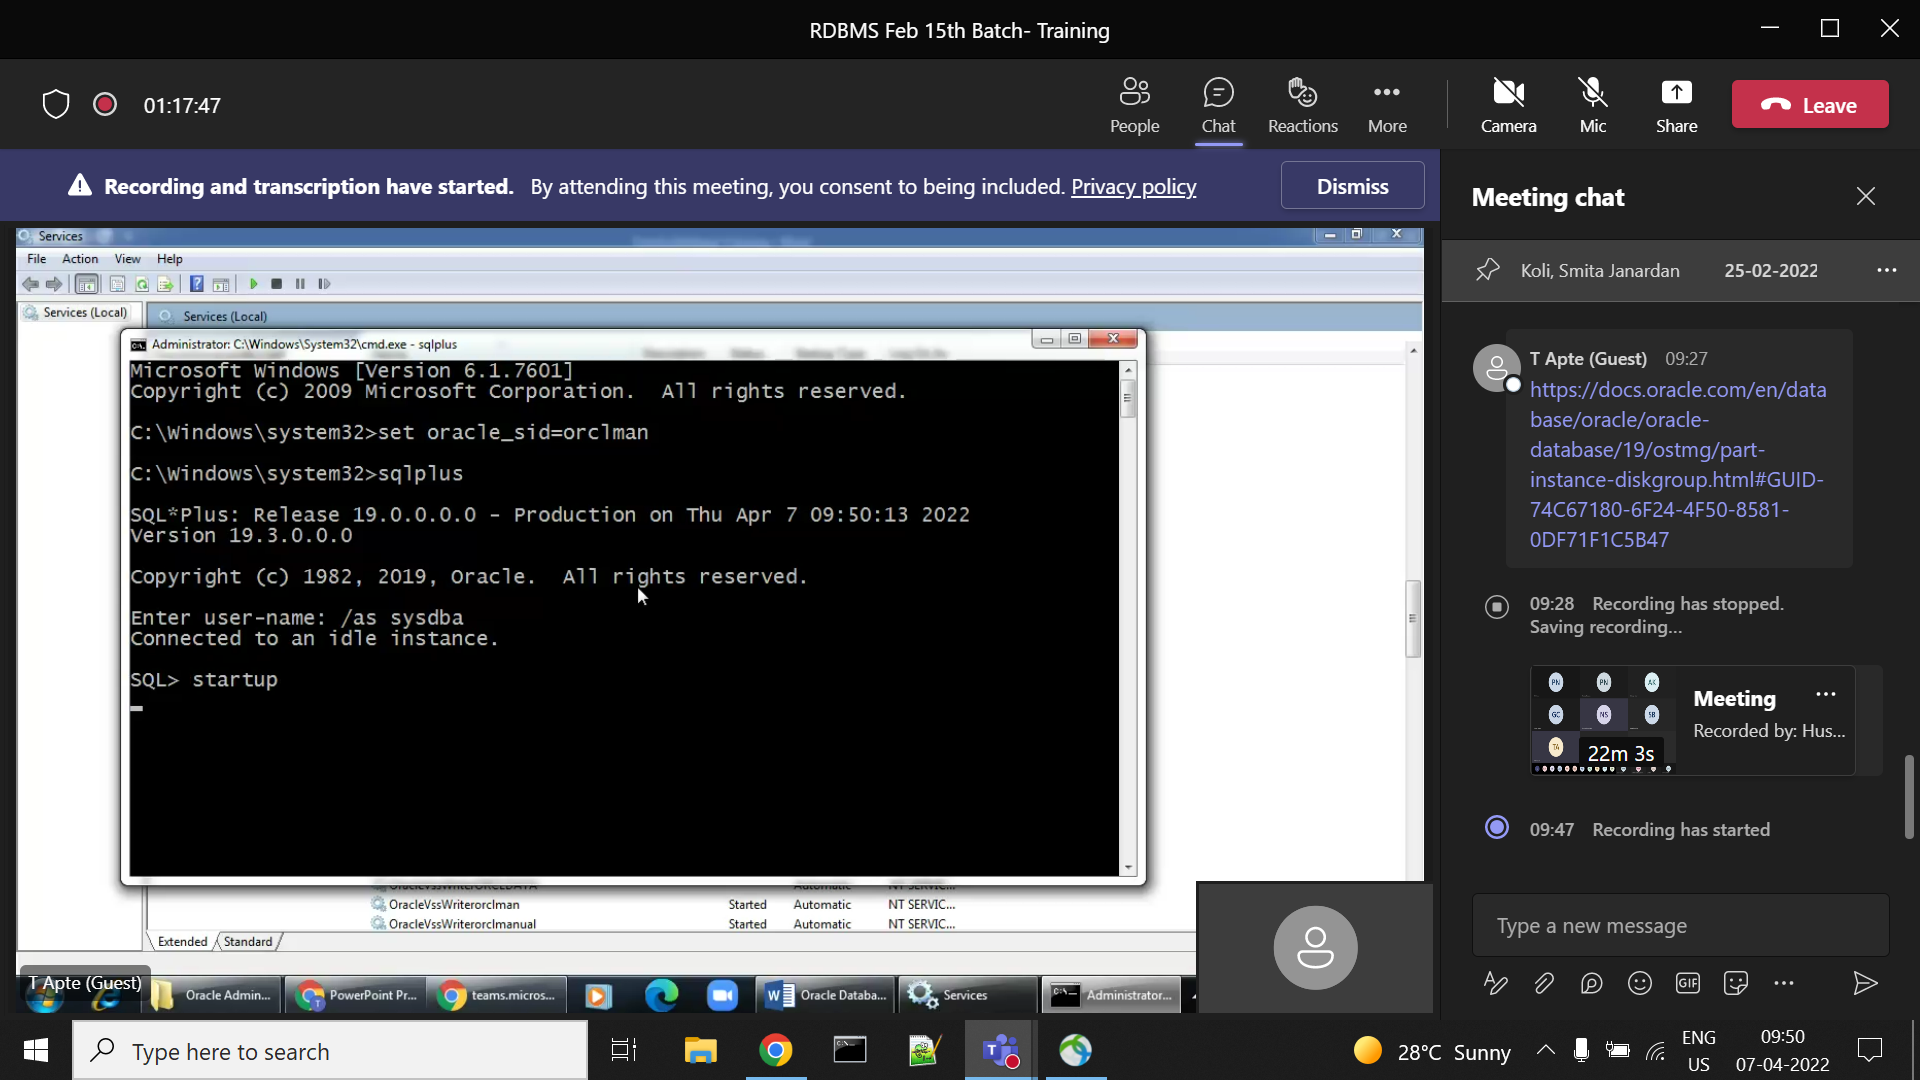 RDBMS Feb 15th Batch- Training
01:17:47
People
Chat
Reactions
More
Camera
Mic
Share
Leave
Recording and transcription have started. By attending this meeting, you consent to being included. Privacy policy
Dismiss
Services
File Action View Help
Services (Local)
Services (Local)
Administrator: C:\Windows\System32\cmd.exe - sqlplus
Microsoft Windows [Version 6.1.7601]
Copyright (c) 2009 Microsoft Corporation. All rights reserved.
C:\Windows\system32>set oracle_sid=orclman
C:\Windows\system32>sqlplus
SQL*Plus: Release 19.0.0.0.0 - Production on Thu Apr 7 09:50:13 2022
Version 19.3.0.0.0
Copyright (c) 1982, 2019, Oracle. All rights reserved.
Enter user-name: /as sysdba
Connected to an idle instance.
SQL> startup
OracleVssWriterorclman Started Automatic NT SERVIC...
OracleVssWriterorclmanual Started Automatic NT SERVIC...
Extended Standard
T Apte (Guest)
Oracle Admin...
PowerPoint Pr...
teams.micros...
Oracle Databa...
Services
Administrator...
Meeting chat
Koli, Smita Janardan 25-02-2022
T Apte (Guest) 09:27
https://docs.oracle.com/en/data
base/oracle/oracle-
database/19/ostmg/part-
instance-diskgroup.html#GUID-
74C67180-6F24-4F50-8581-
0DF71F1C5B47
09:28 Recording has stopped.
Saving recording...
PN PN AK
GC NS SB
TA
22m 3s
Meeting
Recorded by: Hus...
09:47 Recording has started
Type a new message
GIF
Type here to search
28°C Sunny
ENG
US
09:50
07-04-2022